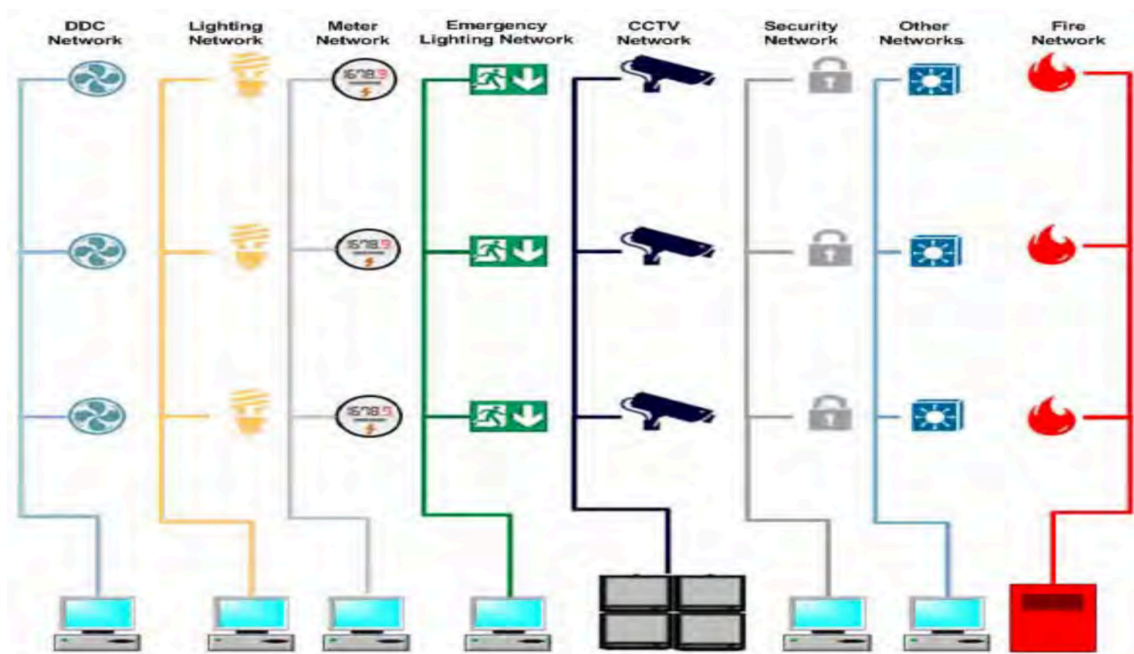 DDC
Network
Lighting
Network
Meter
Network
Emergency
Lighting Network
CCTV
Network
Security
Network
Other
Networks
Fire
Network
1678.9
1678.9
1678.9